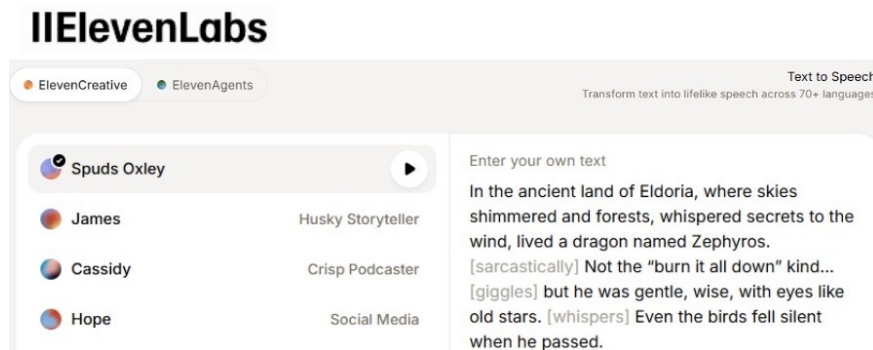 IIElevenLabs
ElevenCreative
ElevenAgents
Text to Speech
Transform text into lifelike speech across 70+ languages
Spuds Oxley
James
Husky Storyteller
Cassidy
Crisp Podcaster
Hope
Social Media
Enter your own text
In the ancient land of Eldoria, where skies
shimmered and forests, whispered secrets to the
wind, lived a dragon named Zephyros.
[sarcastically] Not the “burn it all down” kind...
[giggles] but he was gentle, wise, with eyes like
old stars. [whispers] Even the birds fell silent
when he passed.